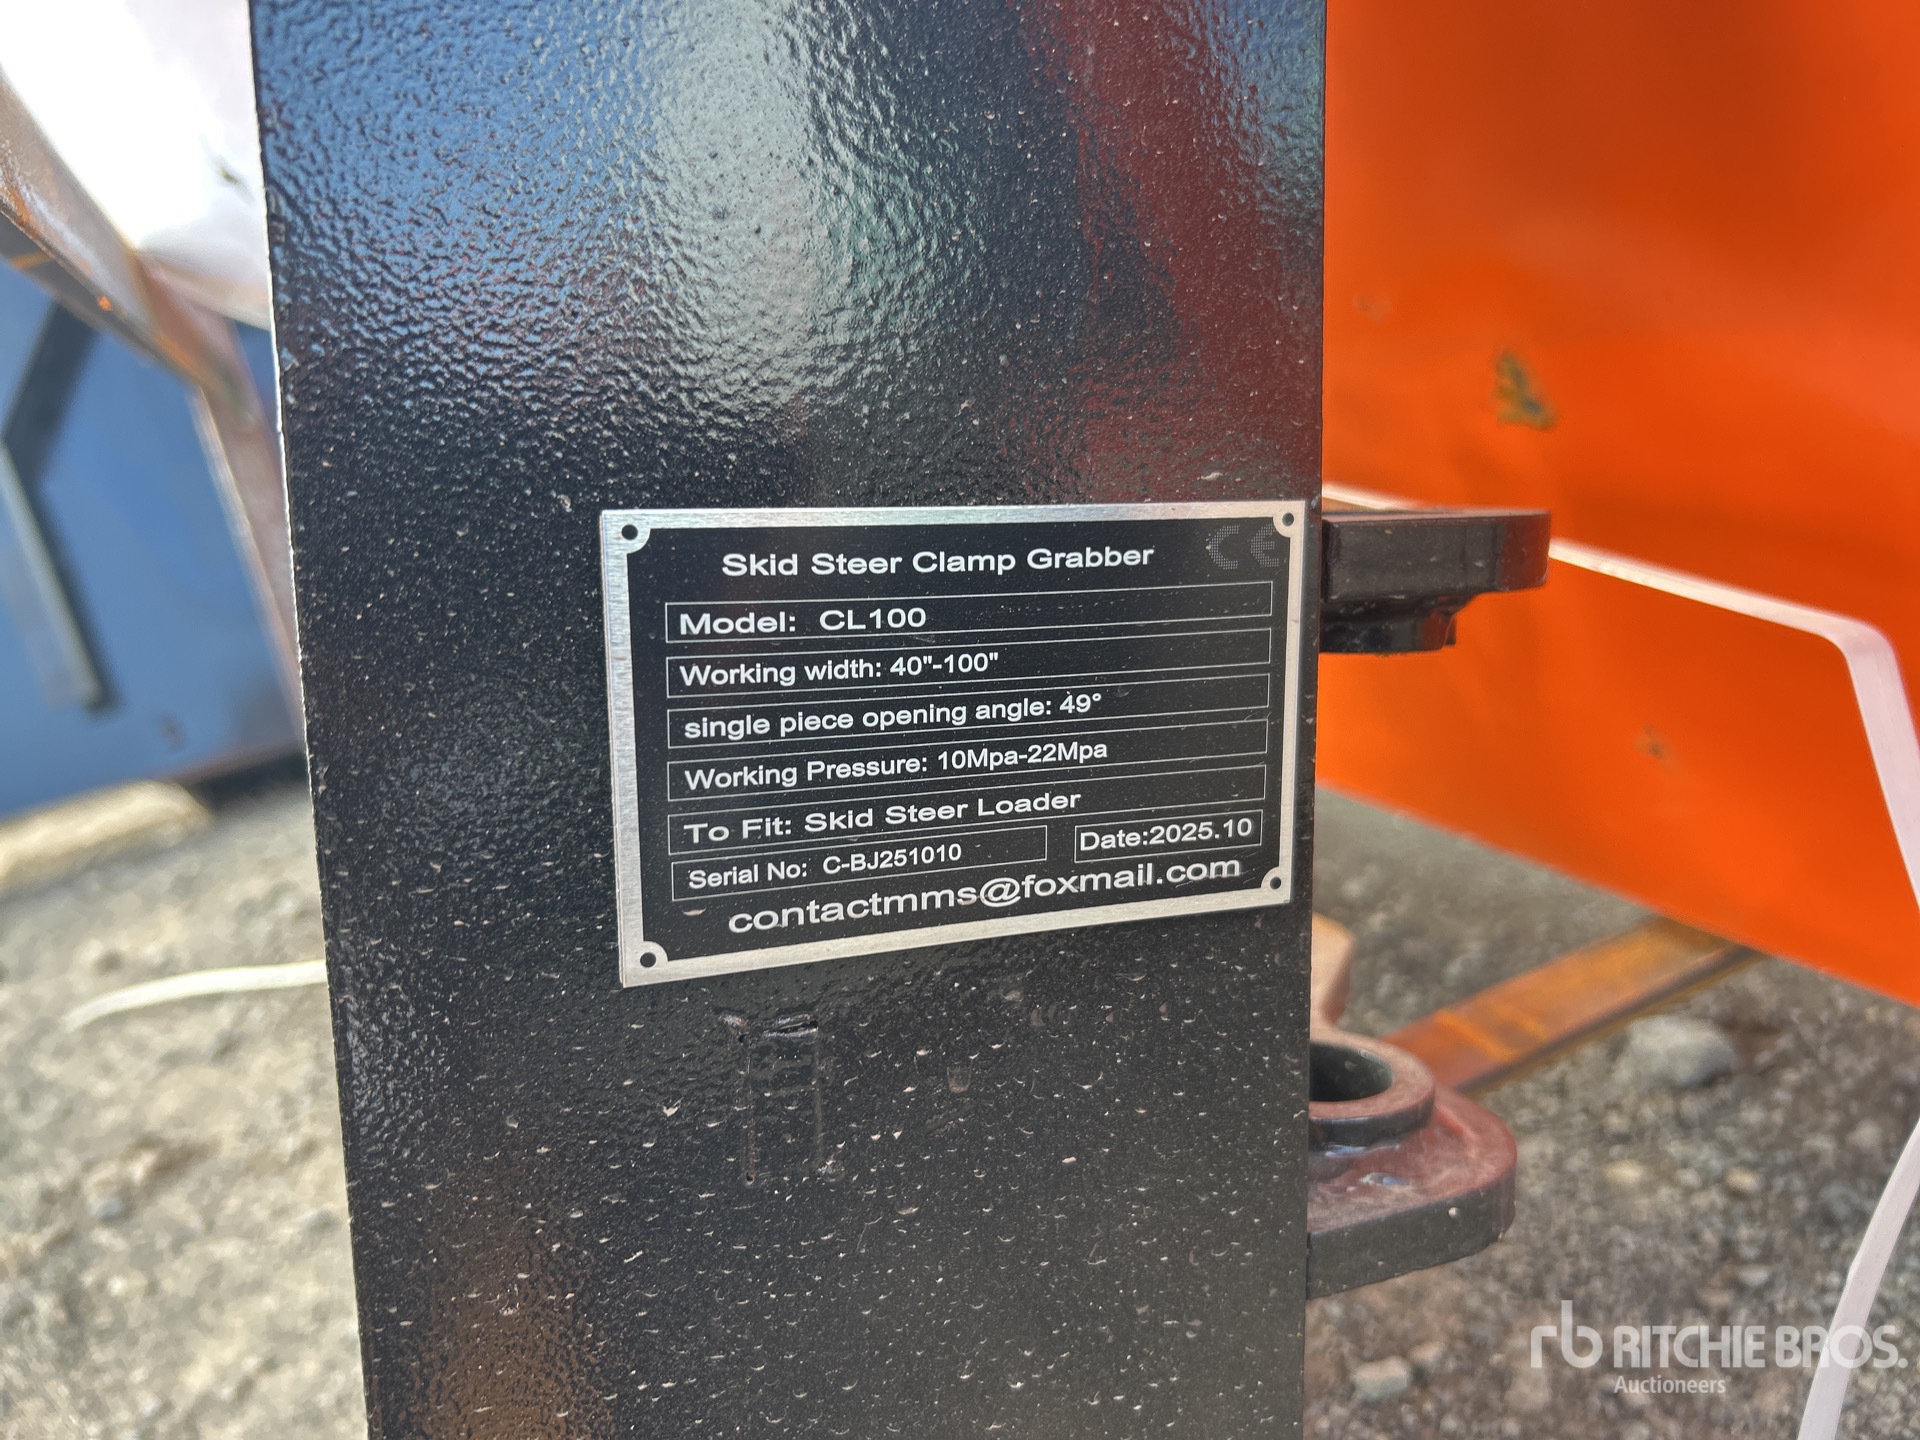 Skid Steer Clamp Grabber
CE
Model: CL100
Working width: 40"-100"
single piece opening angle: 49°
Working Pressure: 10Mpa-22Mpa
To Fit: Skid Steer Loader
Serial No: C-BJ251010 Date:2025.10
contactmms@foxmail.com
rb RITCHIE BROS.
Auctioneers